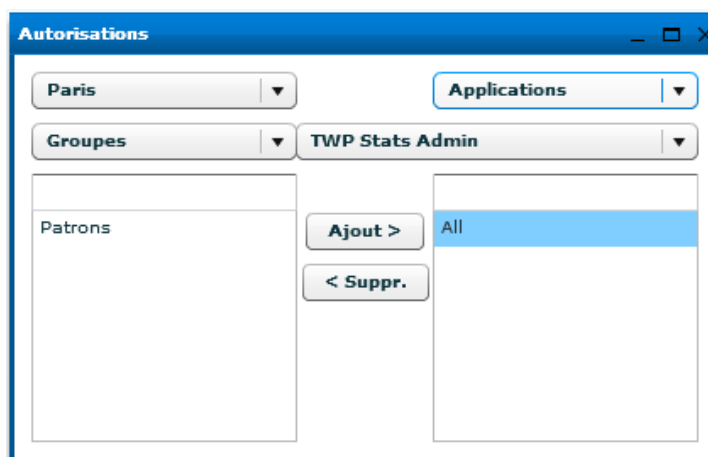 Autorisations
Paris
Applications
Groupes
TWP Stats Admin
Patrons
Ajout >
All
< Suppr.